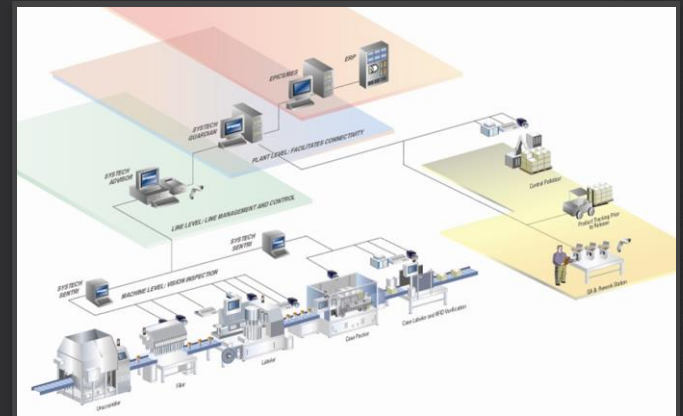 ERP
EPICS/MES
SYSTECH
GUARDIAN
PLANT LEVEL: FACILITATES CONNECTIVITY
SYSTECH
ADVISOR
LINE LEVEL: LINE MANAGEMENT AND CONTROL
Central Palletizer
Product Tracking Prior
to Release
QA & Rework Station
SYSTECH
SENTRI
SYSTECH
SENTRI
MACHINE LEVEL: VISION INSPECTION
Case Labeler and RFID Verification
Case Packer
Labeler
Filler
Unscrambler